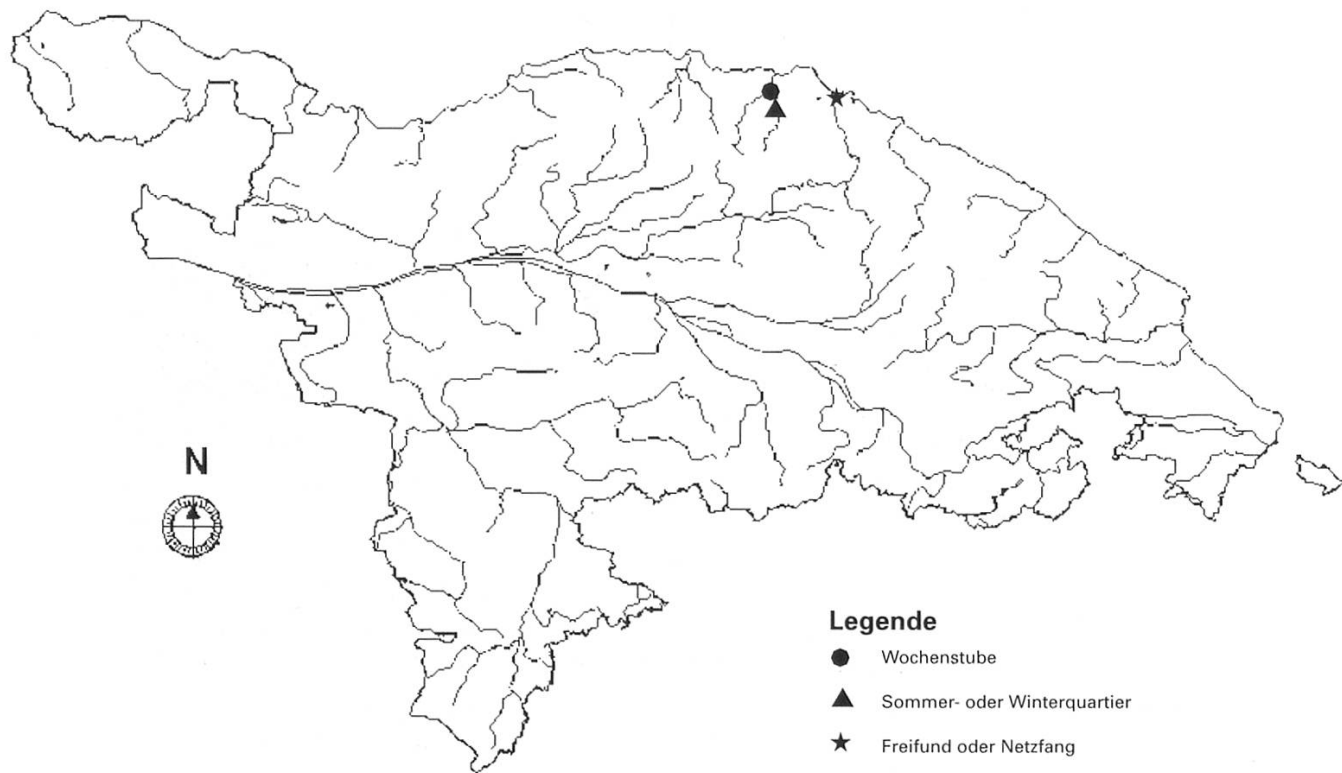 N
Legende
Wochenstube
Sommer- oder Winterquartier
Freifund oder Netzfang